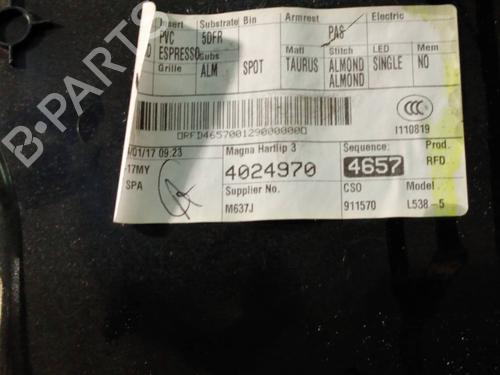 Insert Substrate Bin Armrest Electric
PVC 5DFR PAS
ESPRESSO Subs Matl Stitch LED Mem
Grille ALM SPOT TAURUS ALMOND SINGLE NO
ALMOND
RFD4657001290000000
CCC
I110819
/01/17 09.23 Magna Hartlip 3 Sequence: Prod.
17MY 4024970 4657 RFD
SPA Supplier No. CSO Model
M637J 911570 L538-5
B-PARTS